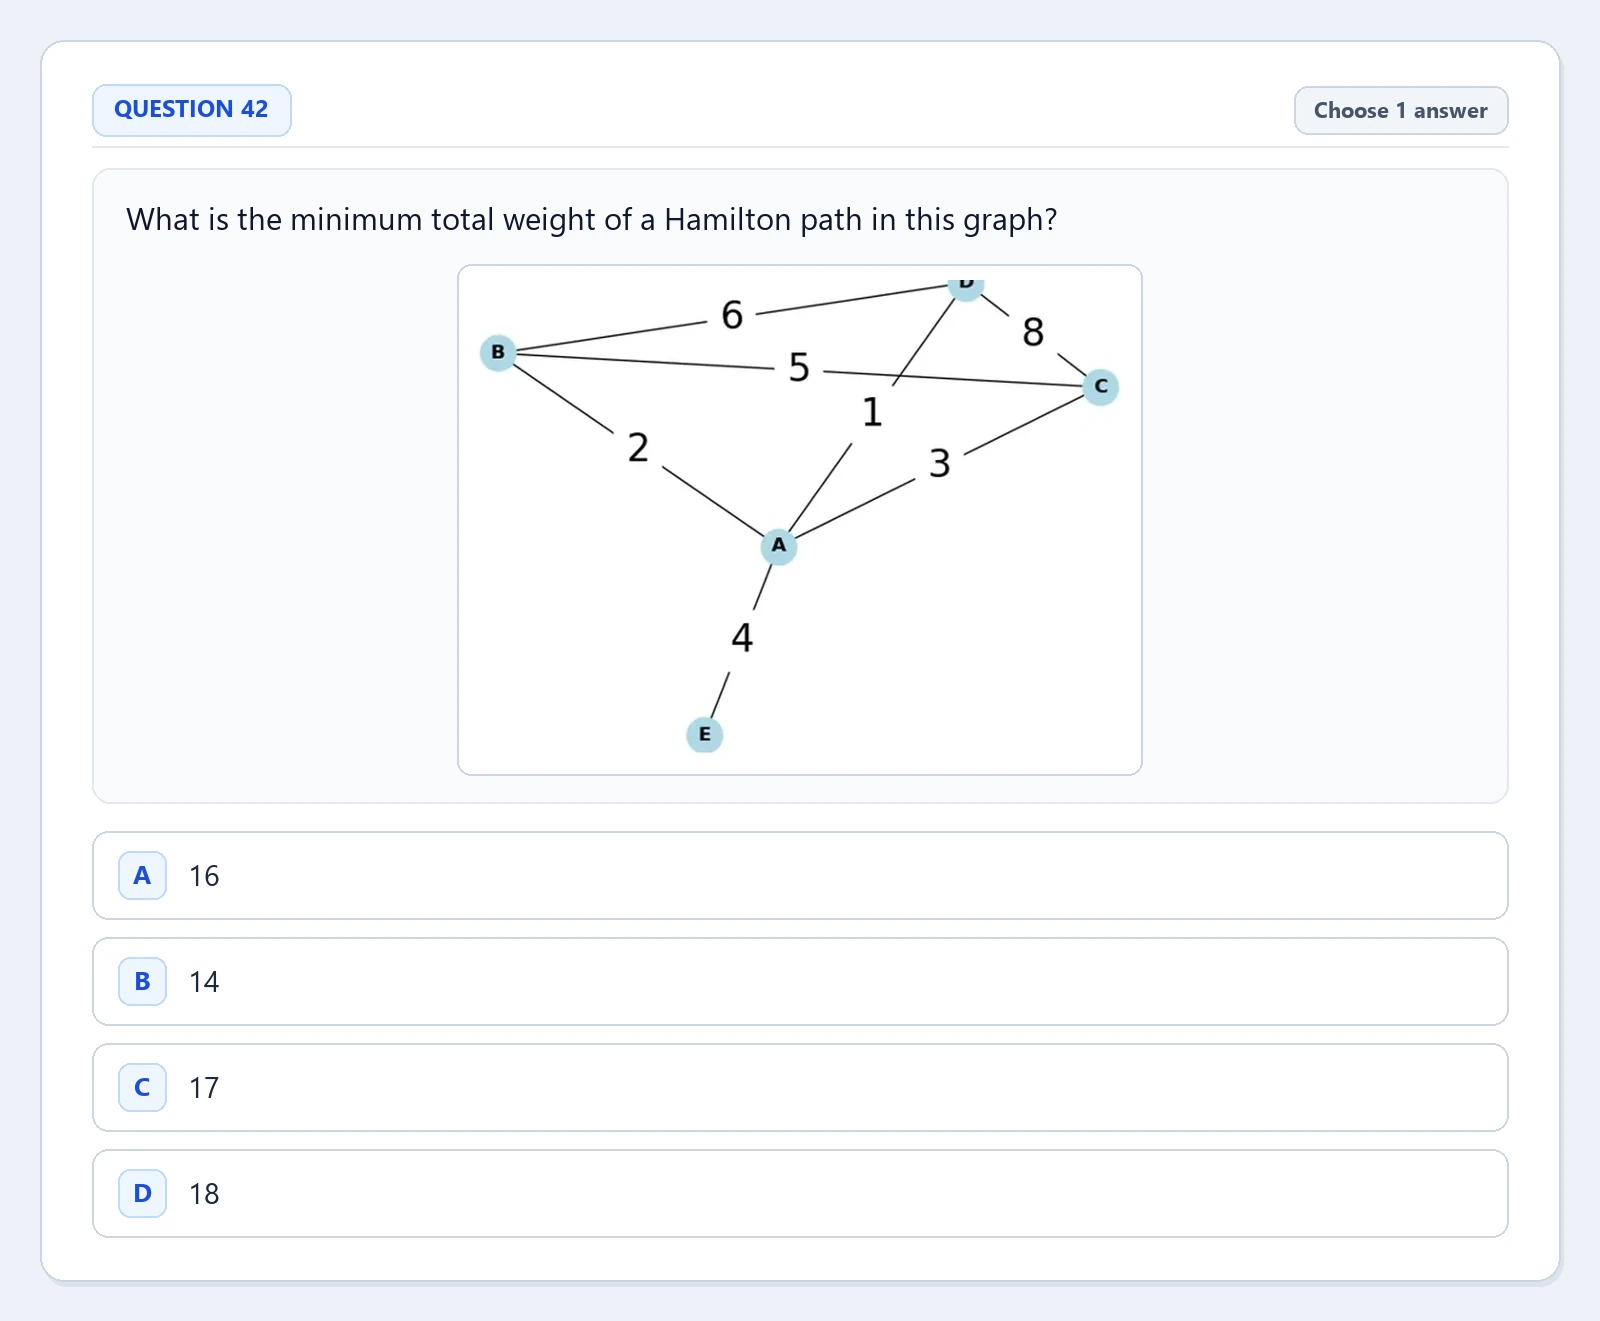 QUESTION 42
Choose 1 answer
What is the minimum total weight of a Hamilton path in this graph?
D
6
8
B
5
C
1
2
3
A
4
E
A 16
B 14
C 17
D 18